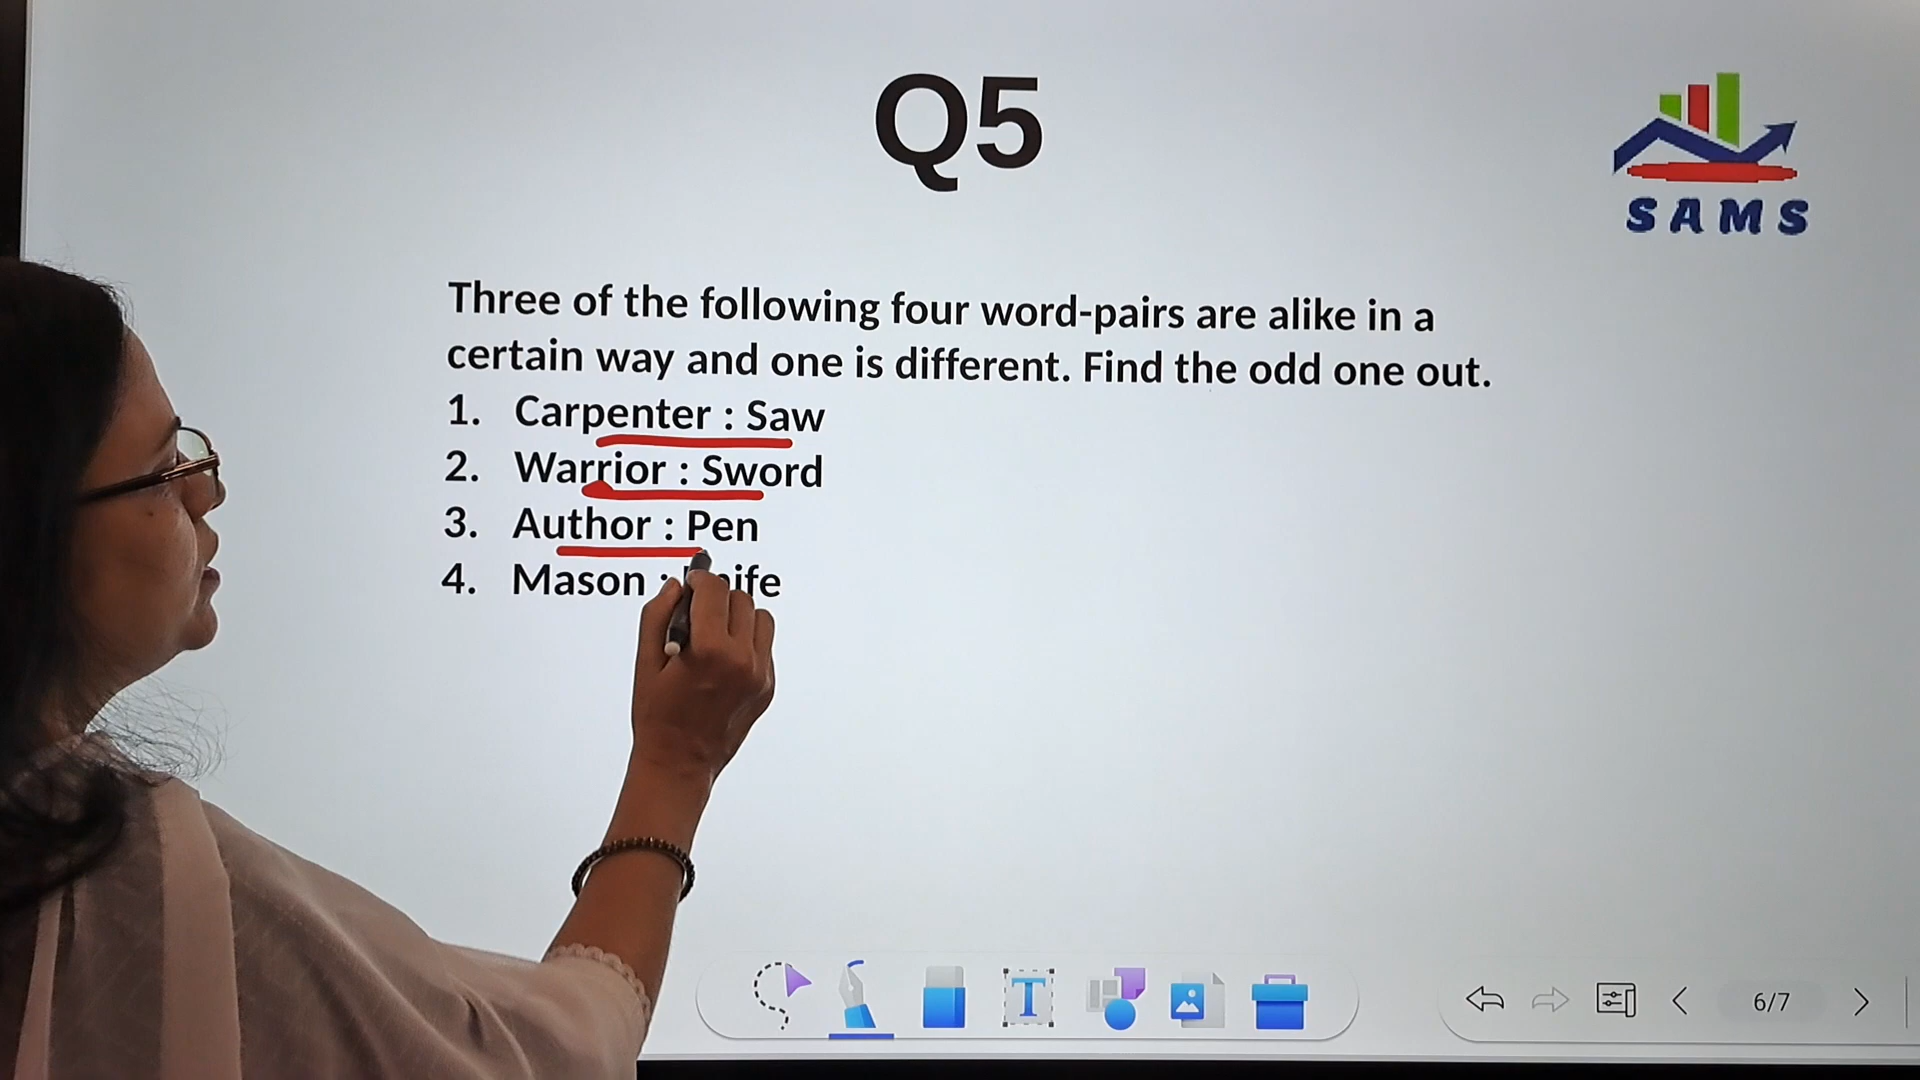 Q5
SAMS
Three of the following four word-pairs are alike in a
certain way and one is different. Find the odd one out.
1. Carpenter : Saw
2. Warrior : Sword
3. Author : Pen
4. Mason :
6/7